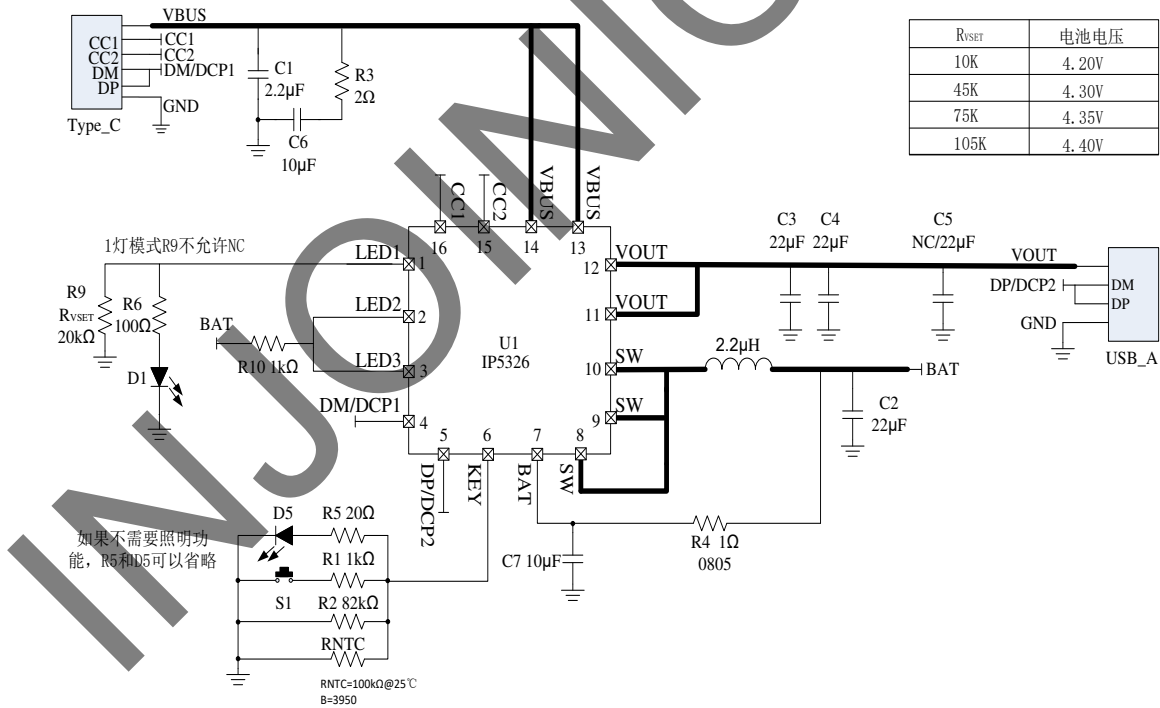 VBUS
CC1
CC2
DM
DP
CC1
CC2
DM/DCP1
GND
Type_C
C1
2.2μF
R3
2Ω
C6
10μF
RVSET 电池电压
10K 4.20V
45K 4.30V
75K 4.35V
105K 4.40V
CC1
CC2
VBUS
VBUS
16
15
14
13
1灯模式R9不允许NC
LED1
1
R9
RVSET
20kΩ
R6
100Ω
D1
LED2
2
BAT
R10 1kΩ
LED3
3
DM/DCP1
4
U1
IP5326
12
VOUT
11
VOUT
10
SW
9
SW
C3
22μF
C4
22μF
C5
NC/22μF
VOUT
DP/DCP2
DM
DP
GND
USB_A
2.2μH
BAT
C2
22μF
5
6
7
8
DP/DCP2
KEY
BAT
SW
如果不需要照明功
能，R5和D5可以省略
D5
R5 20Ω
R1 1kΩ
S1
R2 82kΩ
RNTC
RNTC=100kΩ@25℃
B=3950
C7 10μF
R4 1Ω
0805
INJOINIC